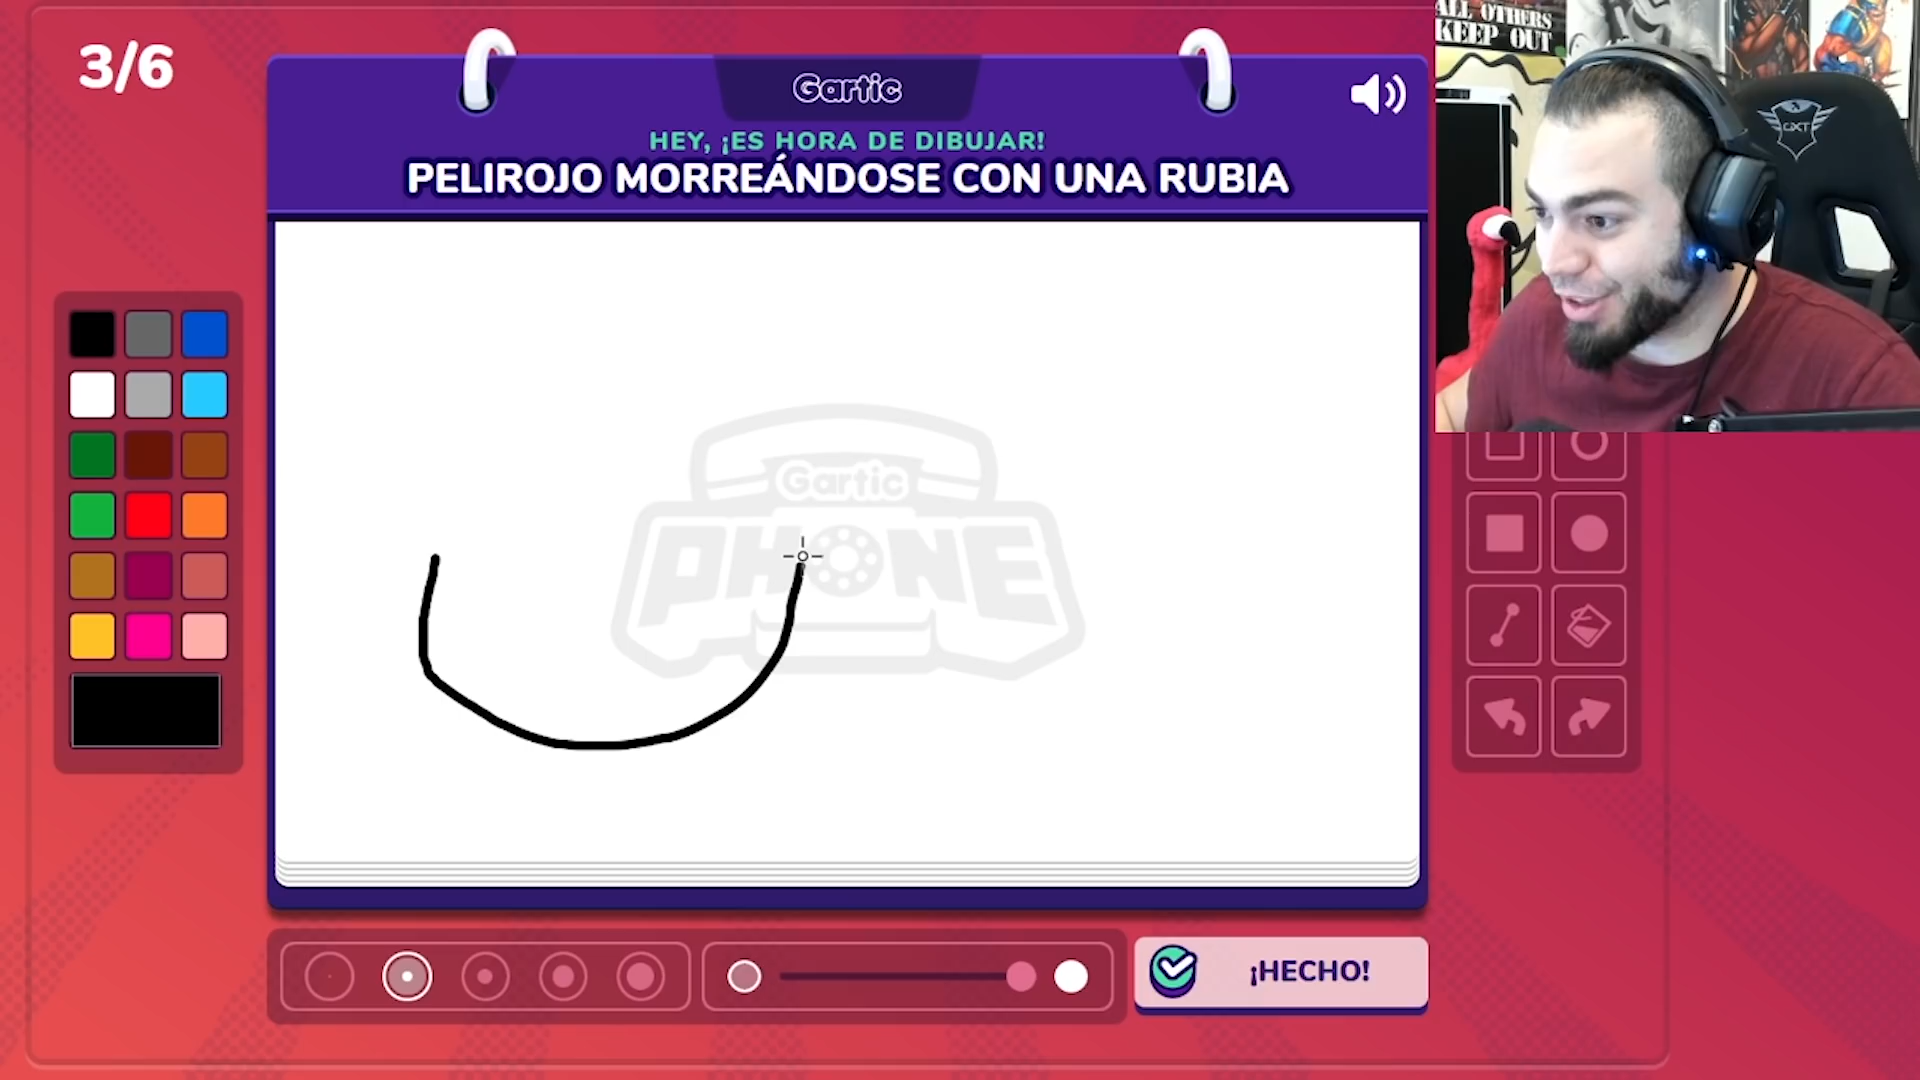 3/6
Gartic
HEY, ¡ES HORA DE DIBUJAR!
PELIROJO MORREÁNDOSE CON UNA RUBIA
ALL OTHERS
KEEP OUT
GXT
Gartic
PHONE
¡HECHO!